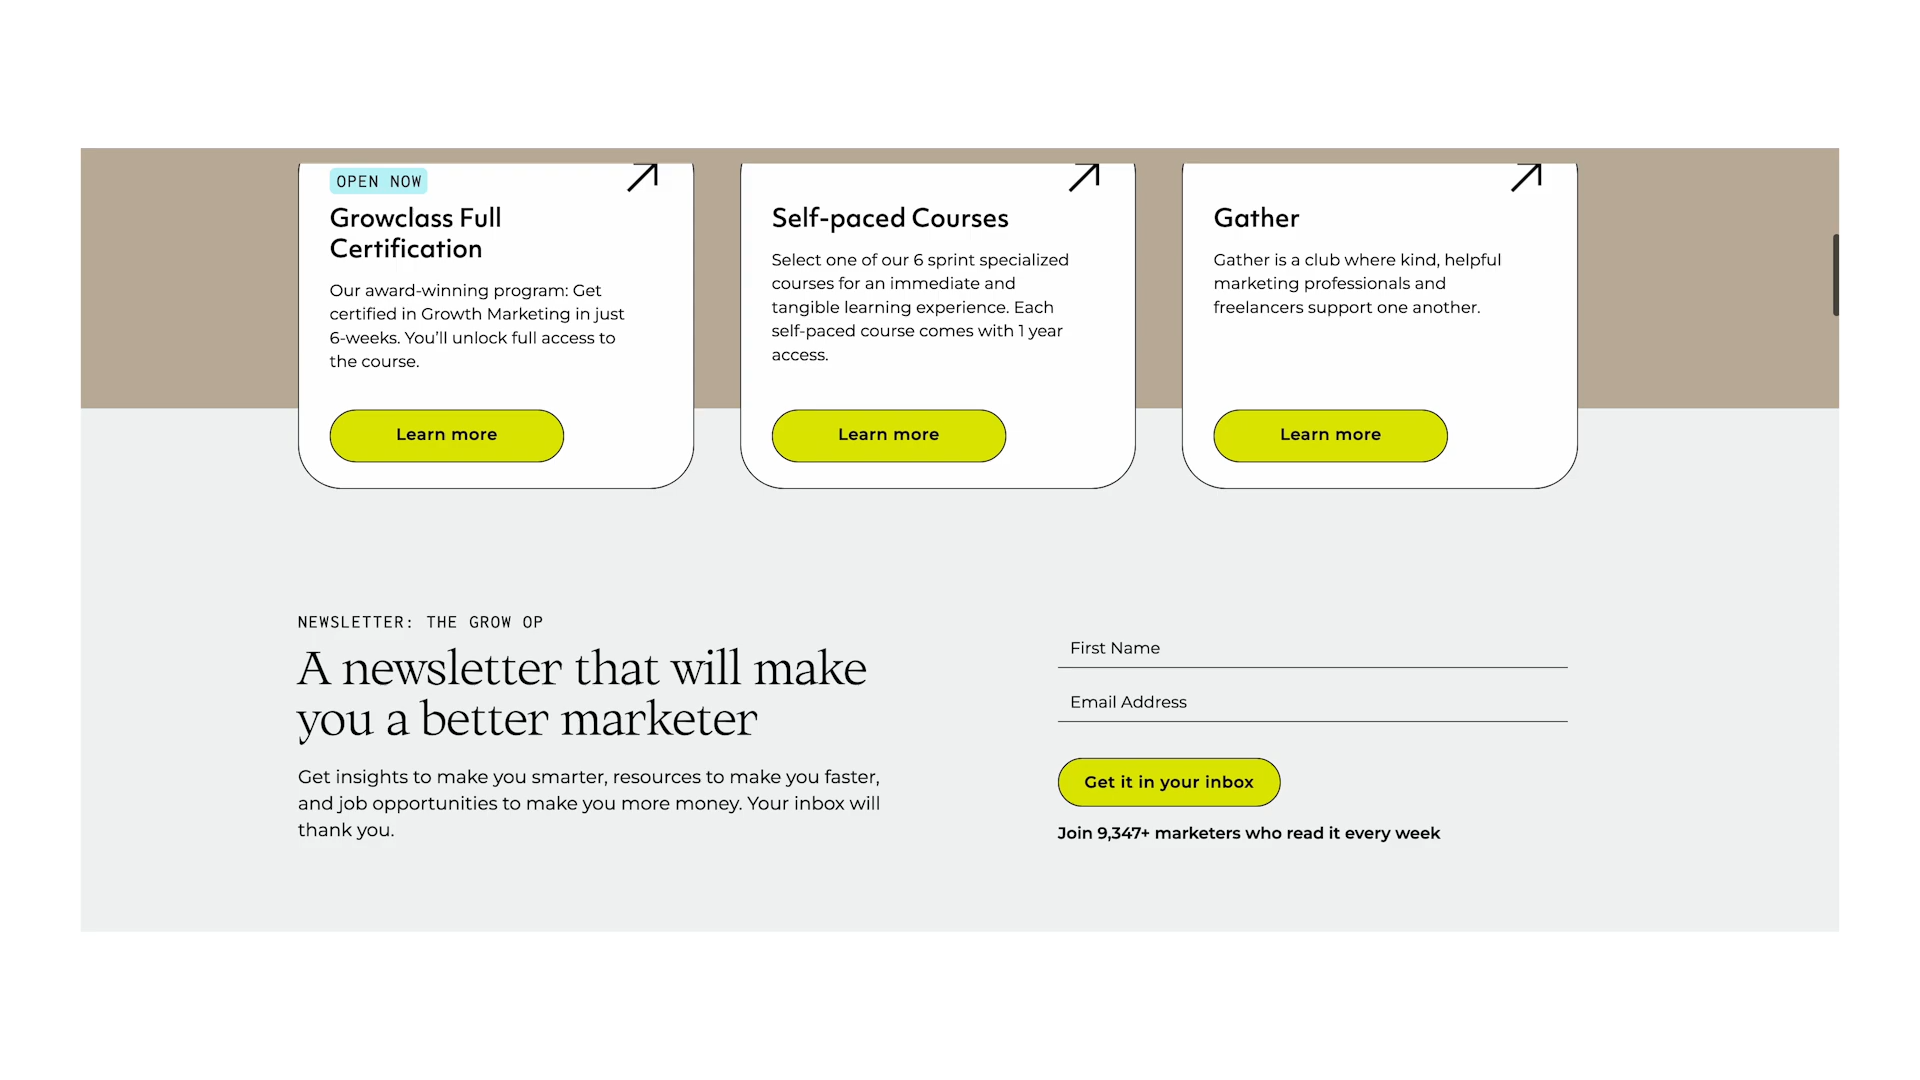 OPEN NOW
Growclass Full
Certification
Our award-winning program: Get
certified in Growth Marketing in just
6-weeks. You'll unlock full access to
the course.
Learn more
Self-paced Courses
Select one of our 6 sprint specialized
courses for an immediate and
tangible learning experience. Each
self-paced course comes with 1 year
access.
Learn more
Gather
Gather is a club where kind, helpful
marketing professionals and
freelancers support one another.
Learn more
NEWSLETTER: THE GROW OP
A newsletter that will make
you a better marketer
Get insights to make you smarter, resources to make you faster,
and job opportunities to make you more money. Your inbox will
thank you.
First Name
Email Address
Get it in your inbox
Join 9,347+ marketers who read it every week